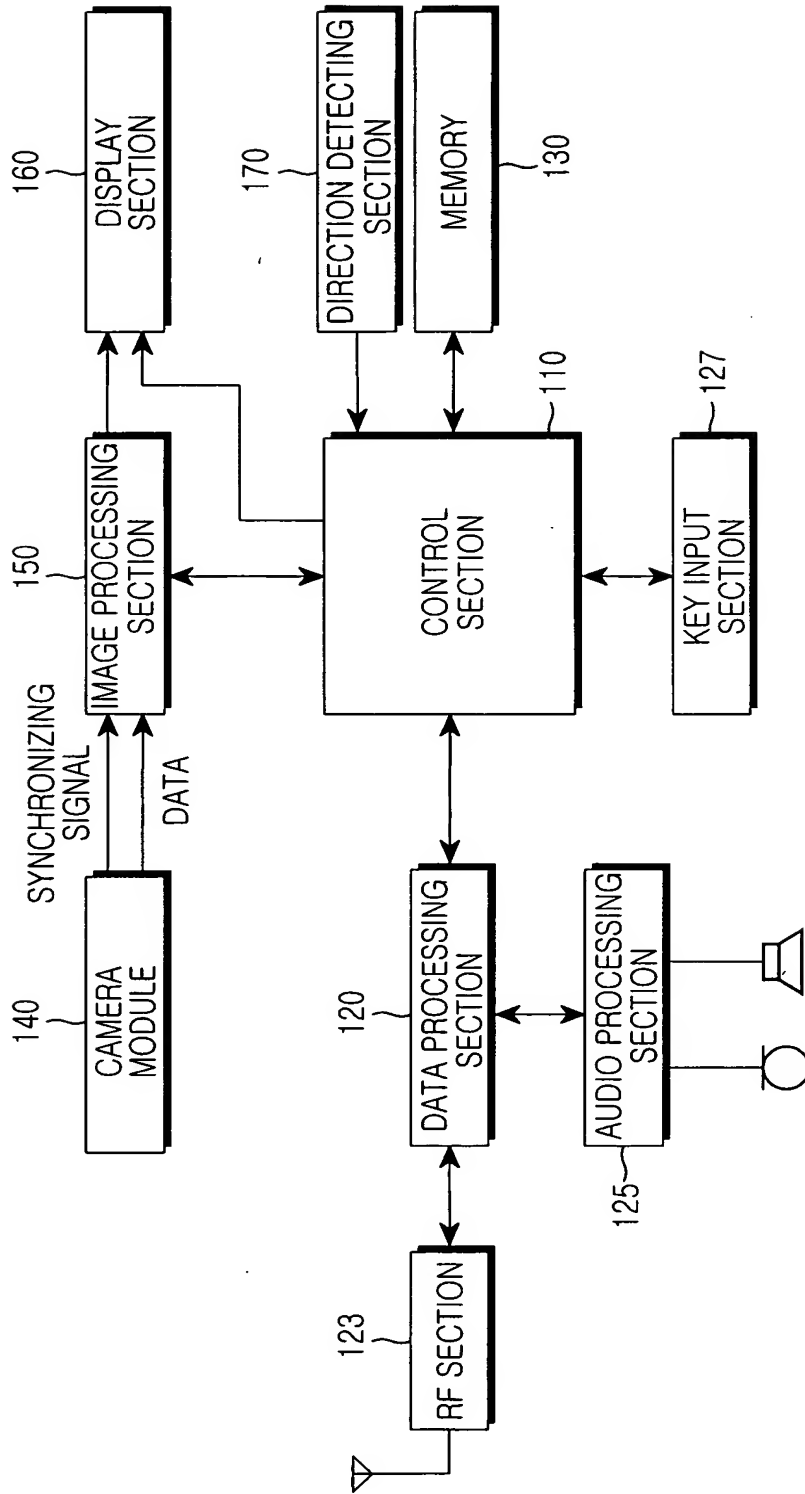 140
CAMERA
MODULE
SYNCHRONIZING
SIGNAL
DATA
150
IMAGE PROCESSING
SECTION
160
DISPLAY
SECTION
170
DIRECTION DETECTING
SECTION
MEMORY
130
110
CONTROL
SECTION
123
RF SECTION
120
DATA PROCESSING
SECTION
125
AUDIO PROCESSING
SECTION
127
KEY INPUT
SECTION